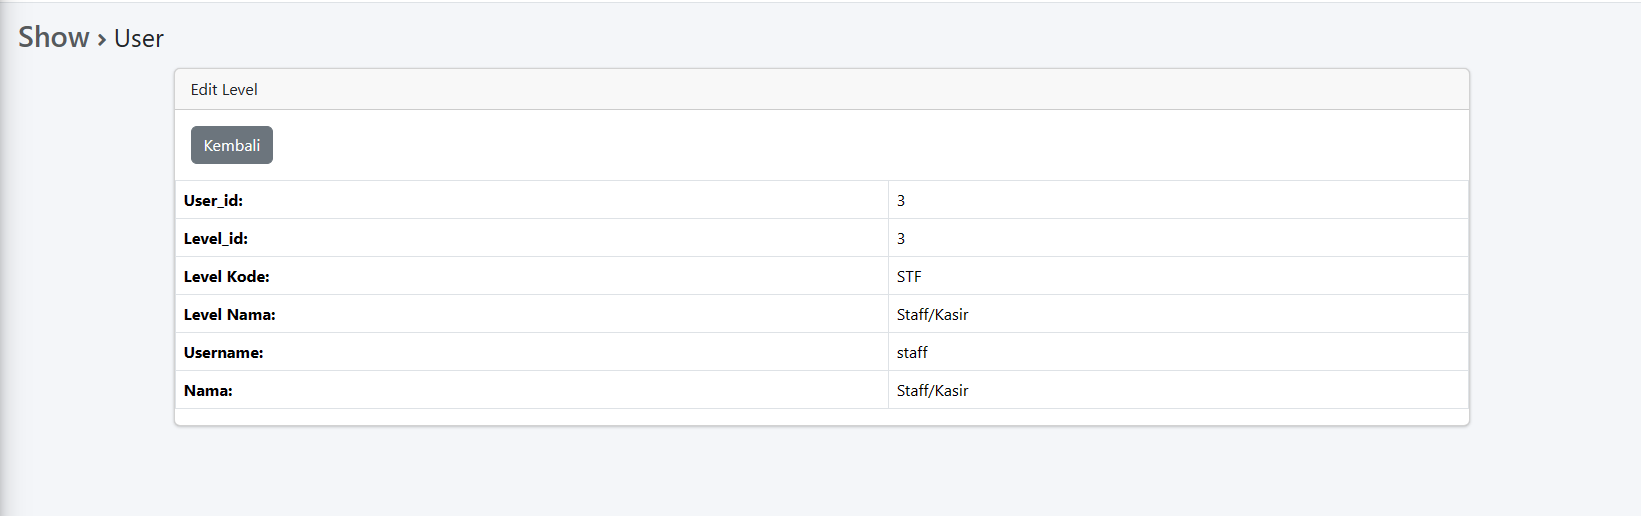 Show › User
Edit Level
Kembali
User_id: 3
Level_id: 3
Level Kode: STF
Level Nama: Staff/Kasir
Username: staff
Nama: Staff/Kasir